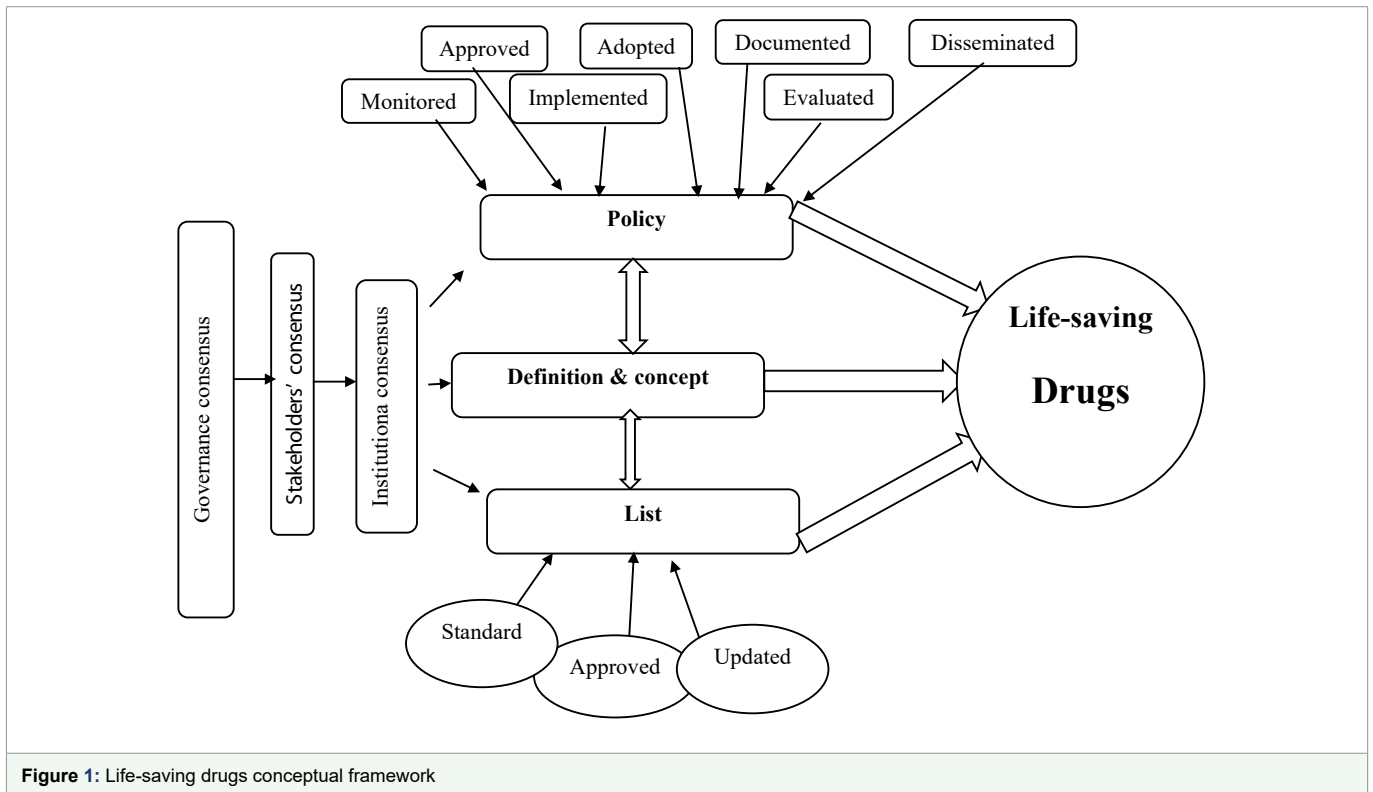 Approved
Adopted
Documented
Disseminated
Monitored
Implemented
Evaluated
Policy
Governance consensus
Stakeholders' consensus
Institutiona consensus
Definition & concept
List
Life-saving
Drugs
Standard
Approved
Updated
Figure 1: Life-saving drugs conceptual framework